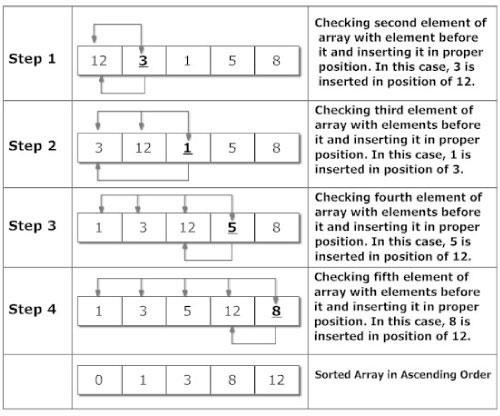 Step 1
12 3 1 5 8
Checking second element of
array with element before
it and inserting it in proper
position. In this case, 3 is
inserted in position of 12.
Step 2
3 12 1 5 8
Checking third element of
array with elements before
it and inserting it in proper
position. In this case, 1 is
inserted in position of 3.
Step 3
1 3 12 5 8
Checking fourth element of
array with elements before
it and inserting it in proper
position. In this case, 5 is
inserted in position of 12.
Step 4
1 3 5 12 8
Checking fifth element of
array with elements before
it and inserting it in proper
position. In this case, 8 is
inserted in position of 12.
0 1 3 8 12
Sorted Array in Ascending Order